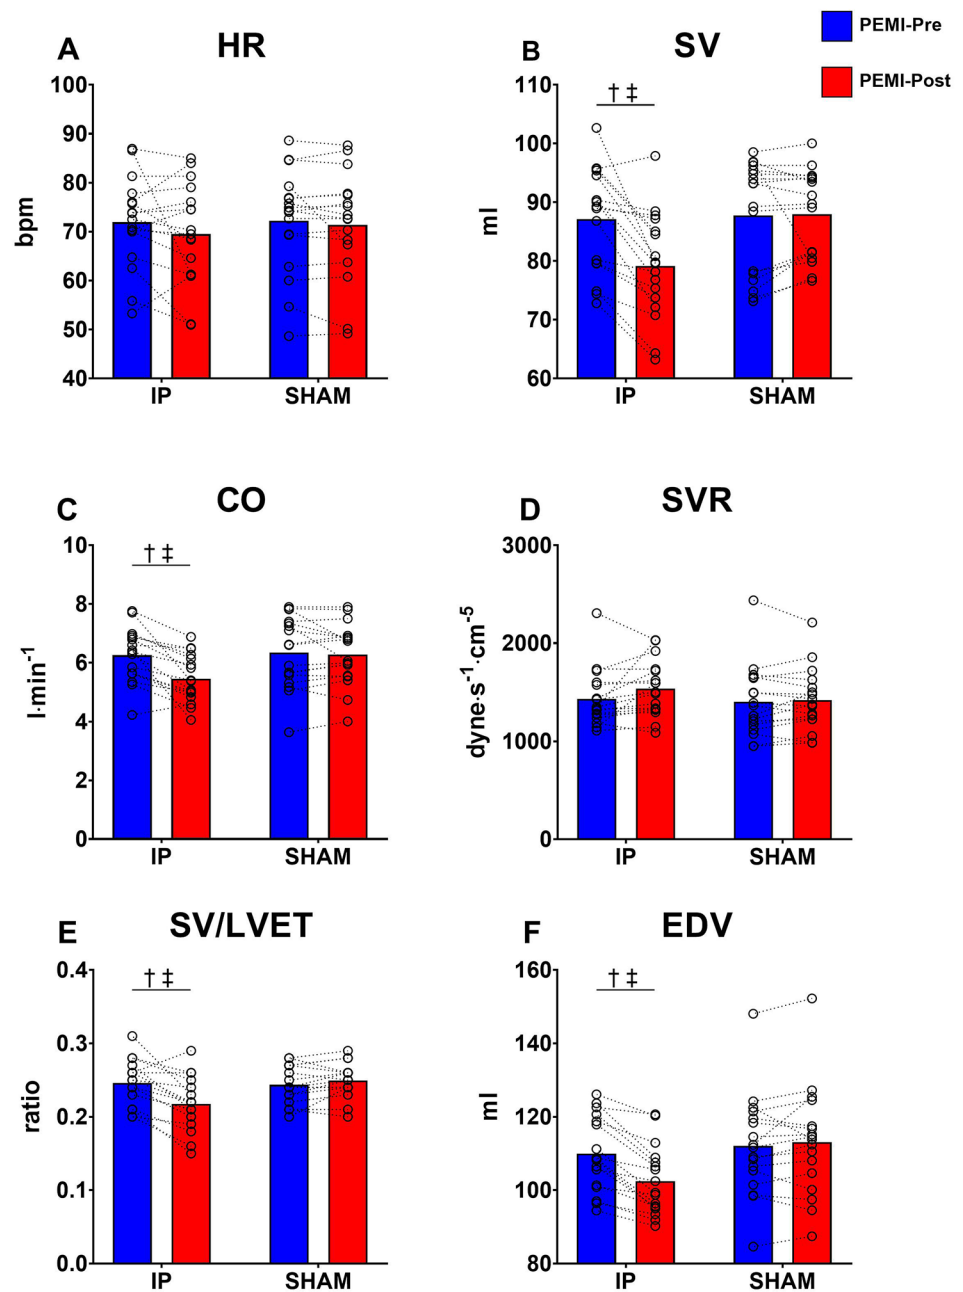 A HR
B SV
PEMI-Pre
PEMI-Post
† ‡
bpm
100
90
80
70
60
50
40
IP SHAM
ml
110
100
90
80
70
60
IP SHAM
C CO
† ‡
l·min-1
10
8
6
4
2
0
IP SHAM
D SVR
dyne·s-1·cm-5
3000
2000
1000
0
IP SHAM
E SV/LVET
† ‡
ratio
0.4
0.3
0.2
0.1
0.0
IP SHAM
F EDV
† ‡
ml
160
140
120
100
80
IP SHAM